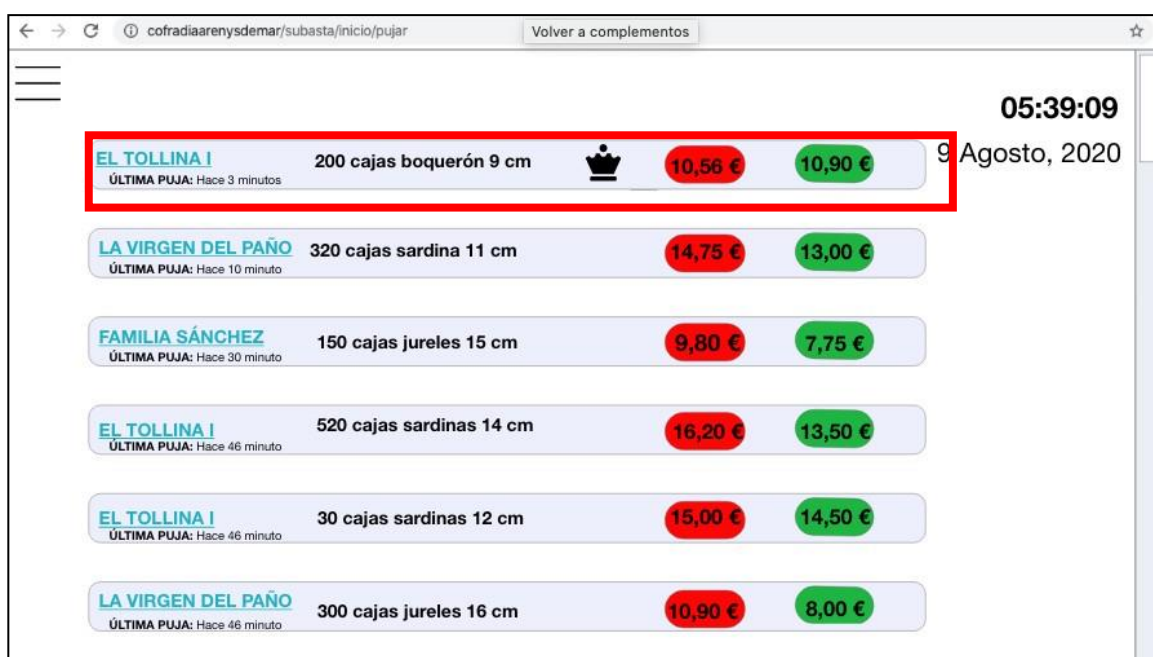 cofradiaarenysdemar/subasta/inicio/pujar
Volver a complementos
05:39:09
9 Agosto, 2020
EL TOLLINA I 200 cajas boquerón 9 cm 10,56 € 10,90 €
ÚLTIMA PUJA: Hace 3 minutos
LA VIRGEN DEL PAÑO 320 cajas sardina 11 cm 14,75 € 13,00 €
ÚLTIMA PUJA: Hace 10 minuto
FAMILIA SÁNCHEZ 150 cajas jureles 15 cm 9,80 € 7,75 €
ÚLTIMA PUJA: Hace 30 minuto
EL TOLLINA I 520 cajas sardinas 14 cm 16,20 € 13,50 €
ÚLTIMA PUJA: Hace 46 minuto
EL TOLLINA I 30 cajas sardinas 12 cm 15,00 € 14,50 €
ÚLTIMA PUJA: Hace 46 minuto
LA VIRGEN DEL PAÑO 300 cajas jureles 16 cm 10,90 € 8,00 €
ÚLTIMA PUJA: Hace 46 minuto